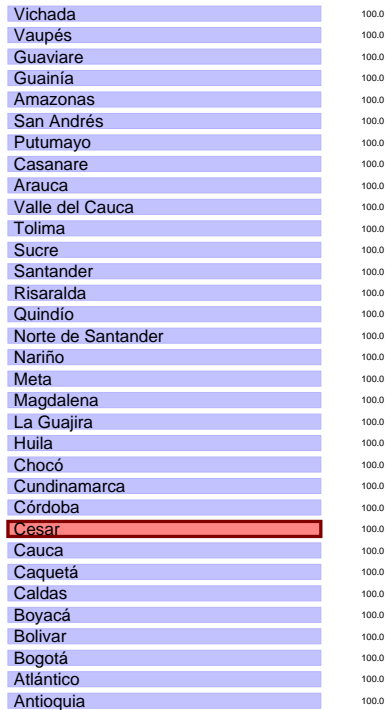 Vichada 100.0
Vaupés 100.0
Guaviare 100.0
Guainía 100.0
Amazonas 100.0
San Andrés 100.0
Putumayo 100.0
Casanare 100.0
Arauca 100.0
Valle del Cauca 100.0
Tolima 100.0
Sucre 100.0
Santander 100.0
Risaralda 100.0
Quindío 100.0
Norte de Santander 100.0
Nariño 100.0
Meta 100.0
Magdalena 100.0
La Guajira 100.0
Huila 100.0
Chocó 100.0
Cundinamarca 100.0
Córdoba 100.0
Cesar 100.0
Cauca 100.0
Caquetá 100.0
Caldas 100.0
Boyacá 100.0
Bolivar 100.0
Bogotá 100.0
Atlántico 100.0
Antioquia 100.0